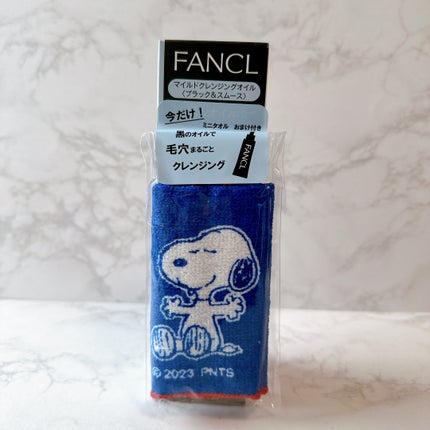 FANCL
マイルドクレンジングオイル
〈ブラック&スムース〉
今だけ!
ミニタオル おまけ付き
黒のオイルで
毛穴まるごと
クレンジング
FANCL
© 2023 PNTS